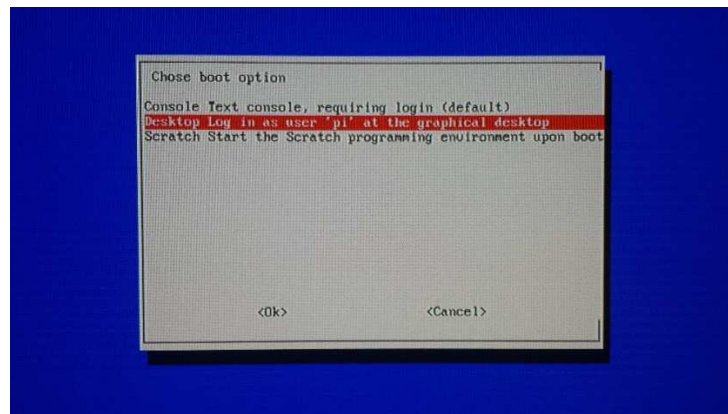 Chose boot option
Console Text console, requiring login (default)
Desktop Log in as user 'pi' at the graphical desktop
Scratch Start the Scratch programming environment upon boot
<Ok> <Cancel>